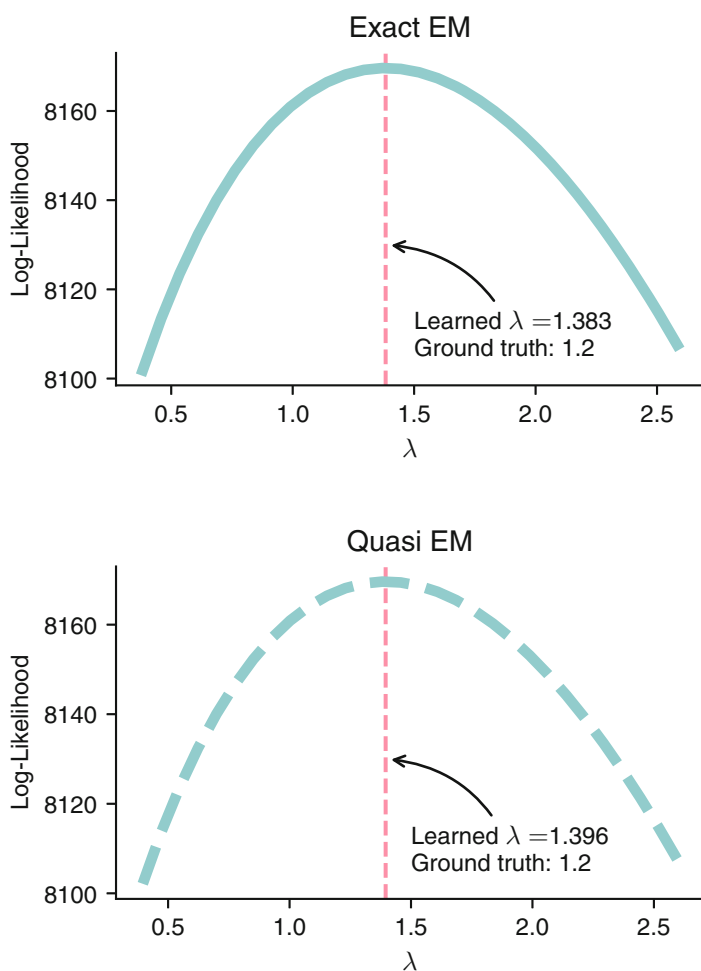 Exact EM
Log-Likelihood
8160
8140
8120
8100
Learned λ =1.383
Ground truth: 1.2
0.5 1.0 1.5 2.0 2.5
λ
Quasi EM
Log-Likelihood
8160
8140
8120
8100
Learned λ =1.396
Ground truth: 1.2
0.5 1.0 1.5 2.0 2.5
λ